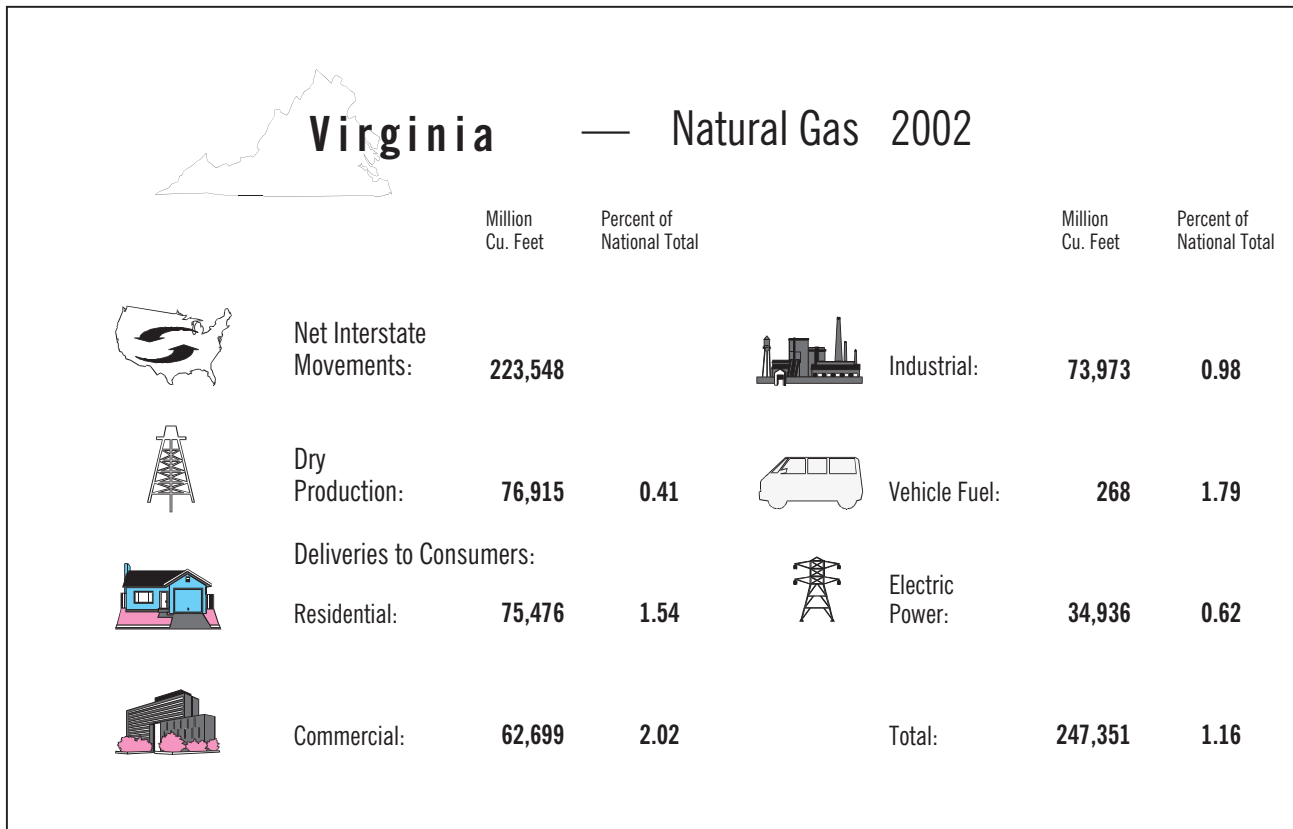 Virginia — Natural Gas 2002
Million
Cu. Feet
Percent of
National Total
Million
Cu. Feet
Percent of
National Total
Net Interstate
Movements: 223,548
Dry
Production: 76,915 0.41
Deliveries to Consumers:
Residential: 75,476 1.54
Commercial: 62,699 2.02
Industrial: 73,973 0.98
Vehicle Fuel: 268 1.79
Electric
Power: 34,936 0.62
Total: 247,351 1.16